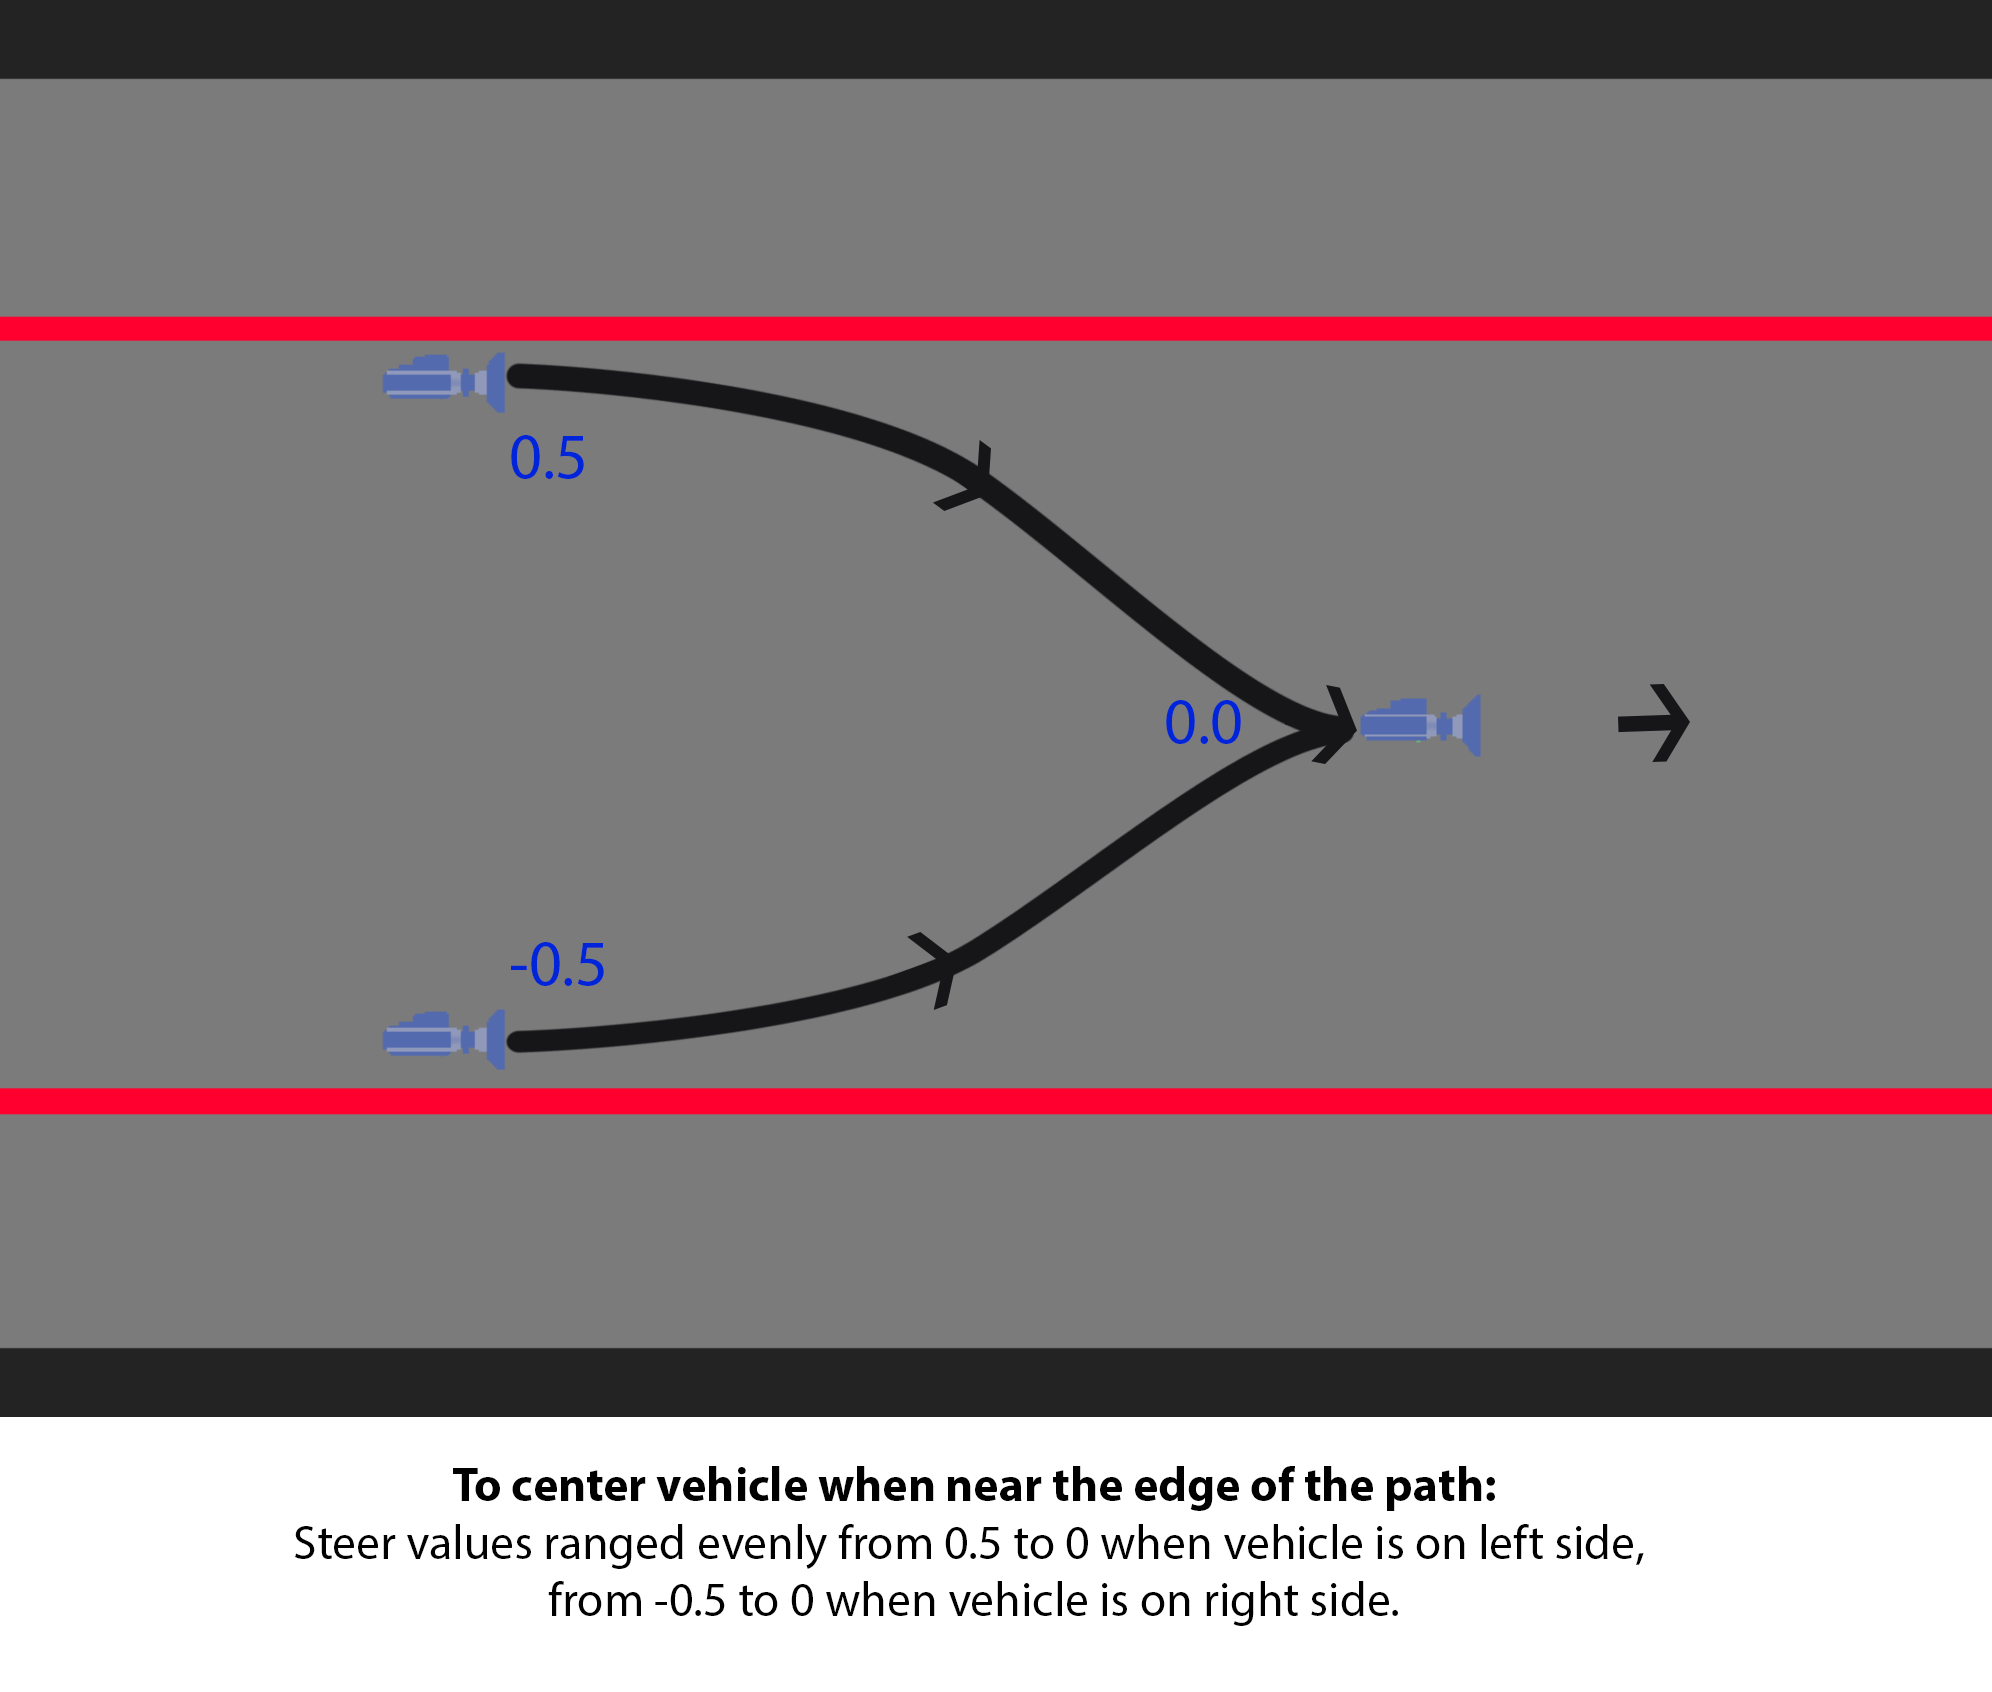 0.5
0.0
-0.5
To center vehicle when near the edge of the path:
Steer values ranged evenly from 0.5 to 0 when vehicle is on left side,
from -0.5 to 0 when vehicle is on right side.